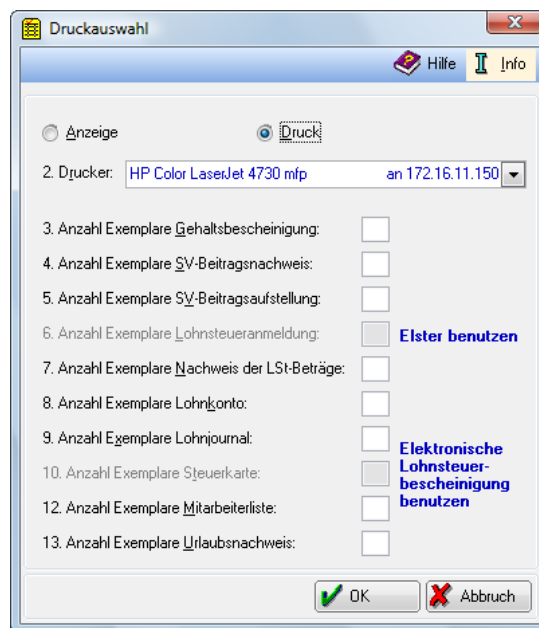 Druckauswahl
Hilfe Info
Anzeige Druck
2. Drucker: HP Color LaserJet 4730 mfp an 172.16.11.150
3. Anzahl Exemplare Gehaltsbescheinigung:
4. Anzahl Exemplare SV-Beitragsnachweis:
5. Anzahl Exemplare SV-Beitragsaufstellung:
6. Anzahl Exemplare Lohnsteueranmeldung: Elster benutzen
7. Anzahl Exemplare Nachweis der LSt-Beträge:
8. Anzahl Exemplare Lohnkonto:
9. Anzahl Exemplare Lohnjournal:
10. Anzahl Exemplare Steuerkarte:
Elektronische
Lohnsteuer-
bescheinigung
benutzen
12. Anzahl Exemplare Mitarbeiterliste:
13. Anzahl Exemplare Urlaubsnachweis:
OK Abbruch